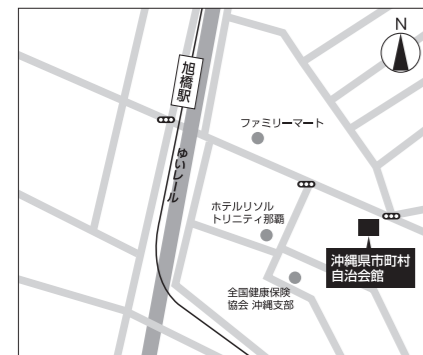 N
旭橋駅
ファミリーマート
ゆいレール
ホテルリソル
トリニティ那覇
沖縄県市町村
自治会館
全国健康保険
協会 沖縄支部